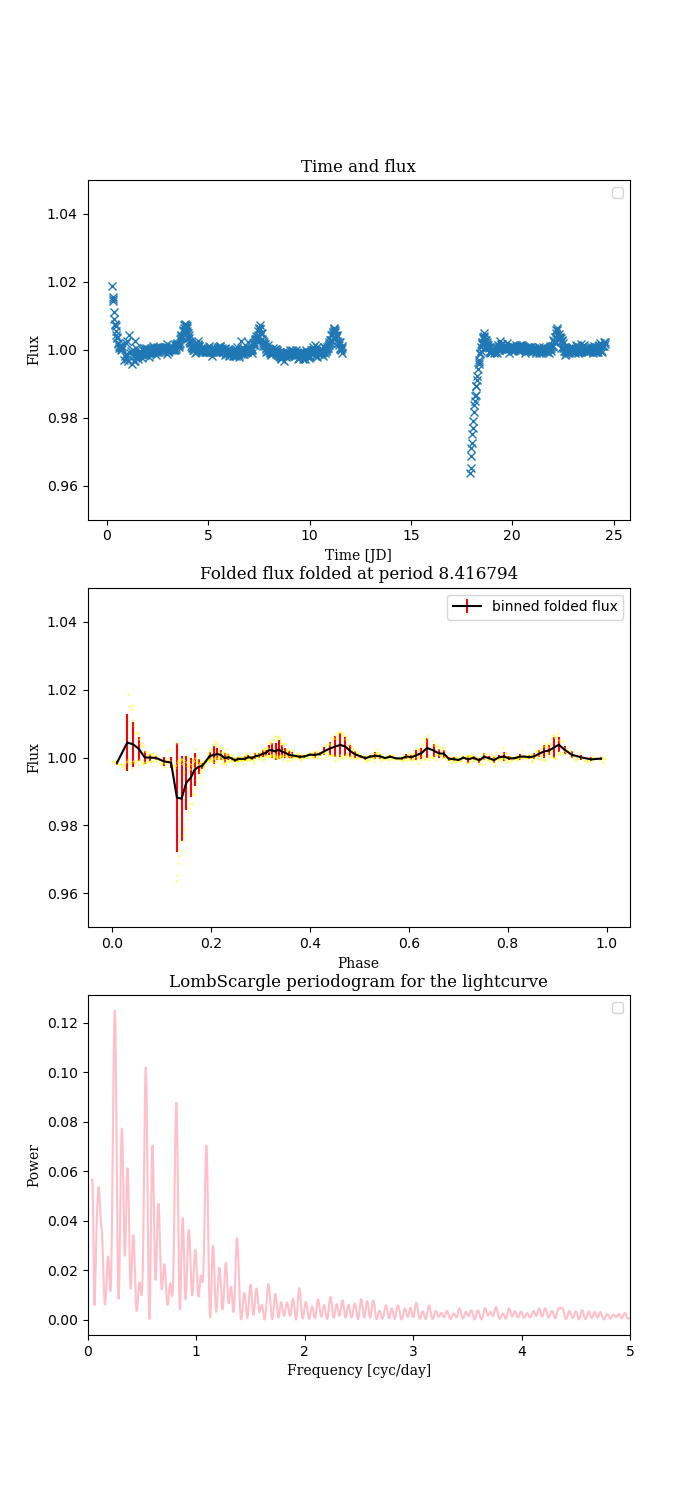 Time and flux
1.04
1.02
1.00
0.98
0.96
Flux
0 5 10 15 20 25
Time [JD]
Folded flux folded at period 8.416794
binned folded flux
1.04
1.02
1.00
0.98
0.96
Flux
0.0 0.2 0.4 0.6 0.8 1.0
Phase
LombScargle periodogram for the lightcurve
0.12
0.10
0.08
0.06
0.04
0.02
0.00
Power
0 1 2 3 4 5
Frequency [cyc/day]